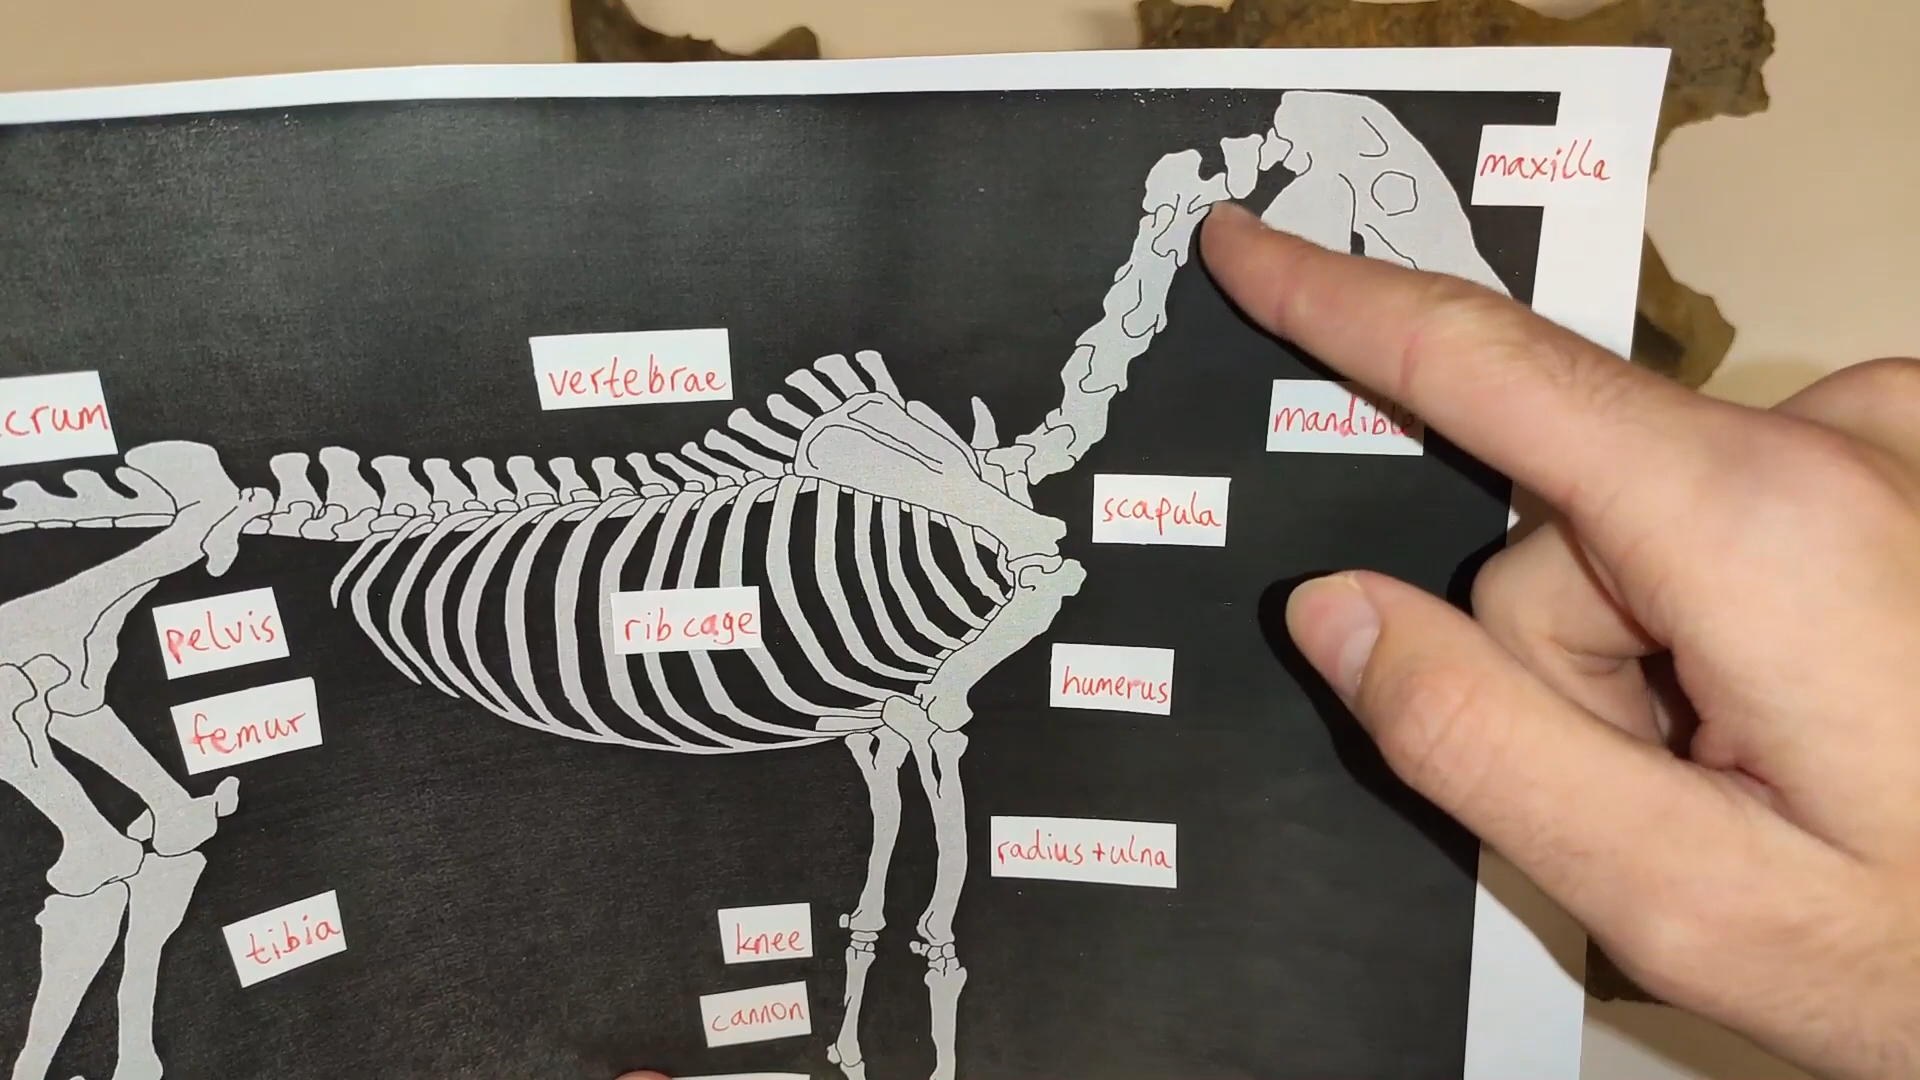 maxilla
vertebrae
crum
mandible
scapula
pelvis
rib cage
humerus
femur
radius + ulna
tibia
knee
cannon